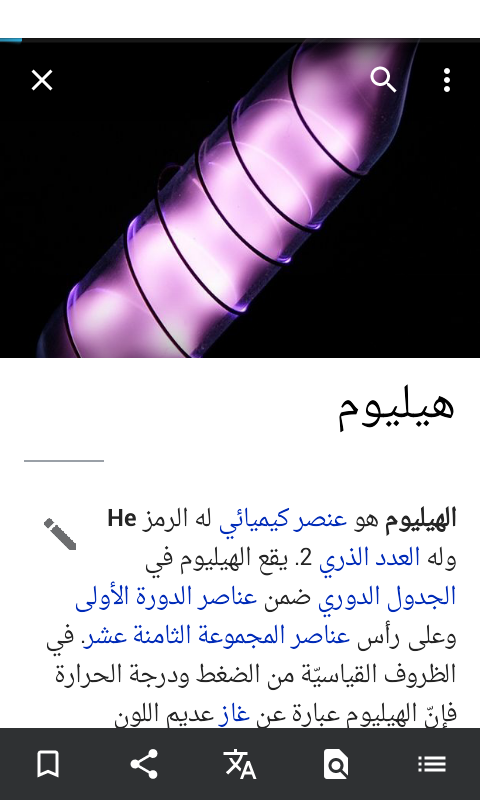 هيليوم
الهيليوم هو عنصر كيميائي له الرمز He
وله العدد الذري 2. يقع الهيليوم في
الجدول الدوري ضمن عناصر الدورة الأولى
وعلى رأس عناصر المجموعة الثامنة عشر. في
الظروف القياسيّة من الضغط ودرجة الحرارة
فإنّ الهيليوم عبارة عن غاز عديم اللون